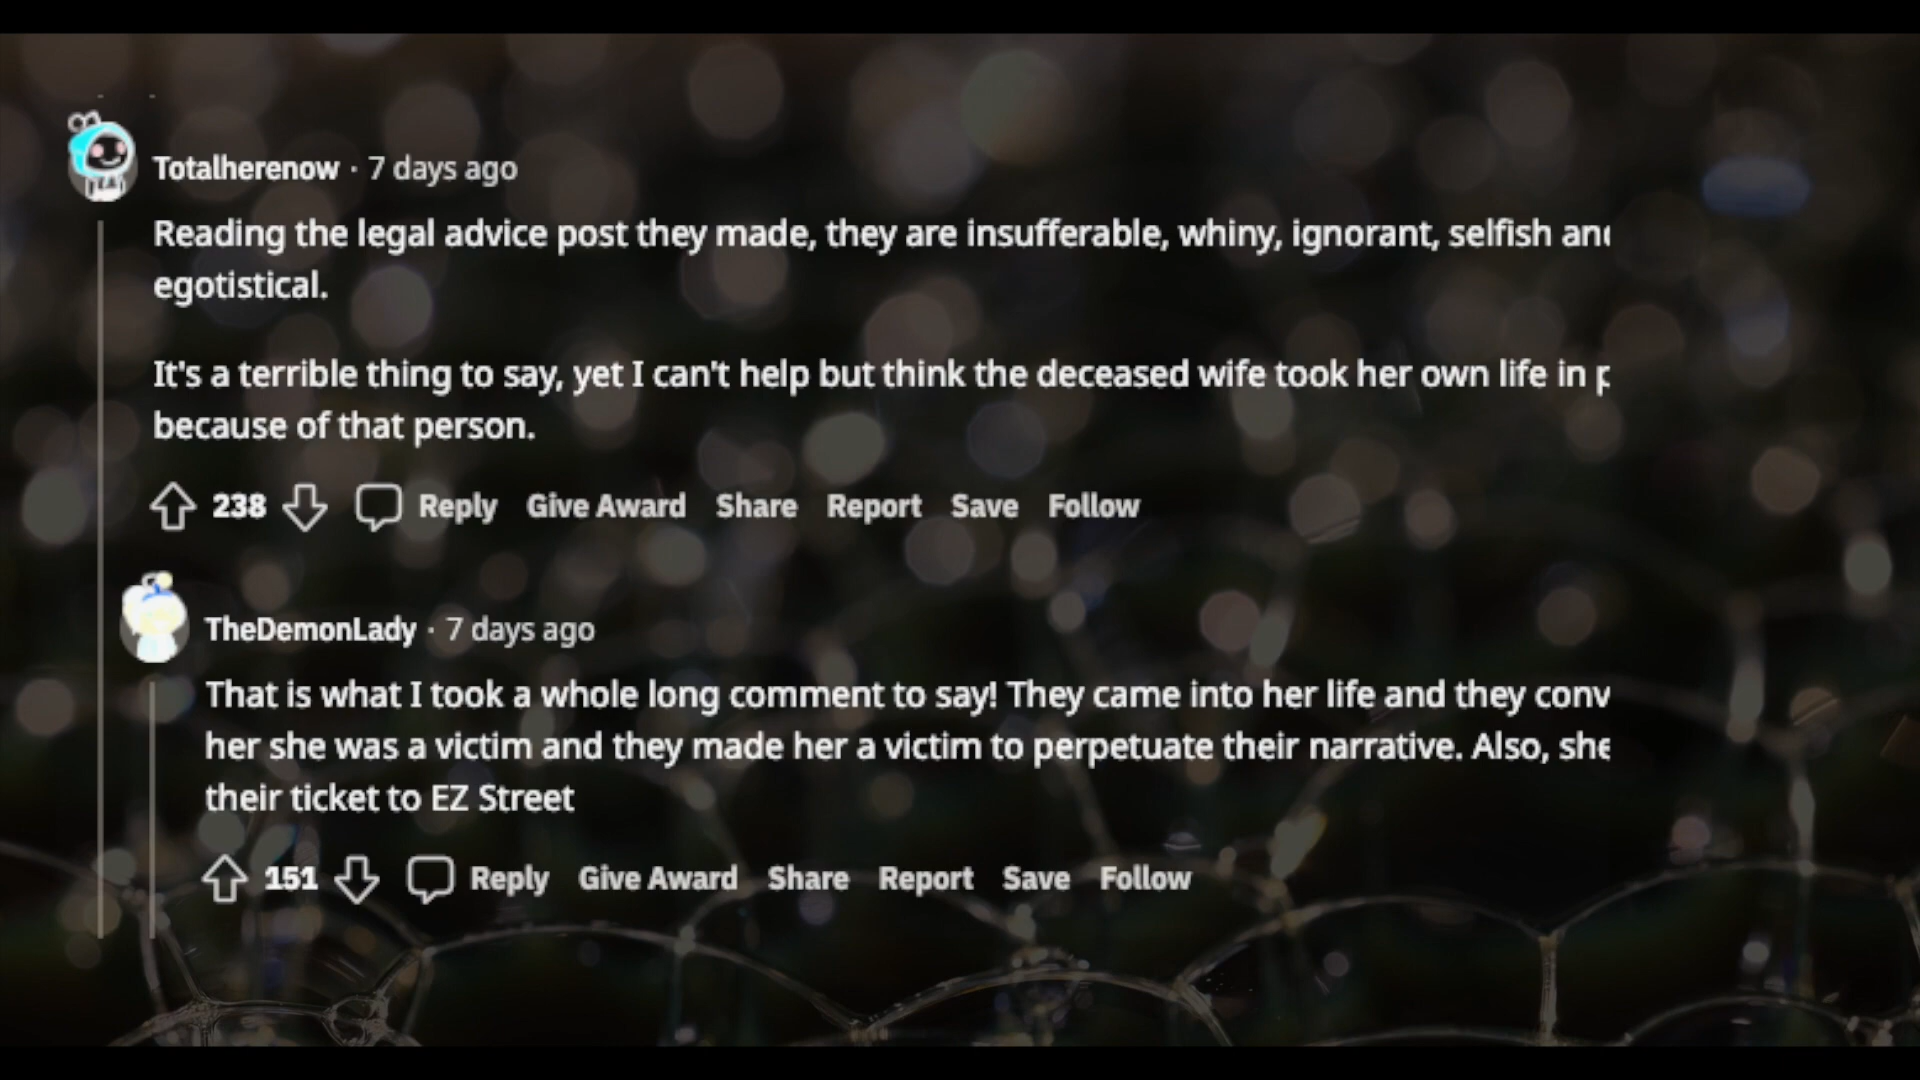 Totalherenow · 7 days ago
Reading the legal advice post they made, they are insufferable, whiny, ignorant, selfish
egotistical.
It's a terrible thing to say, yet I can't help but think the deceased wife took her own life in
because of that person.
238 Reply Give Award Share Report Save Follow
TheDemonLady · 7 days ago
That is what I took a whole long comment to say! They came into her life and they conv
her she was a victim and they made her a victim to perpetuate their narrative. Also, she
their ticket to EZ Street
151 Reply Give Award Share Report Save Follow